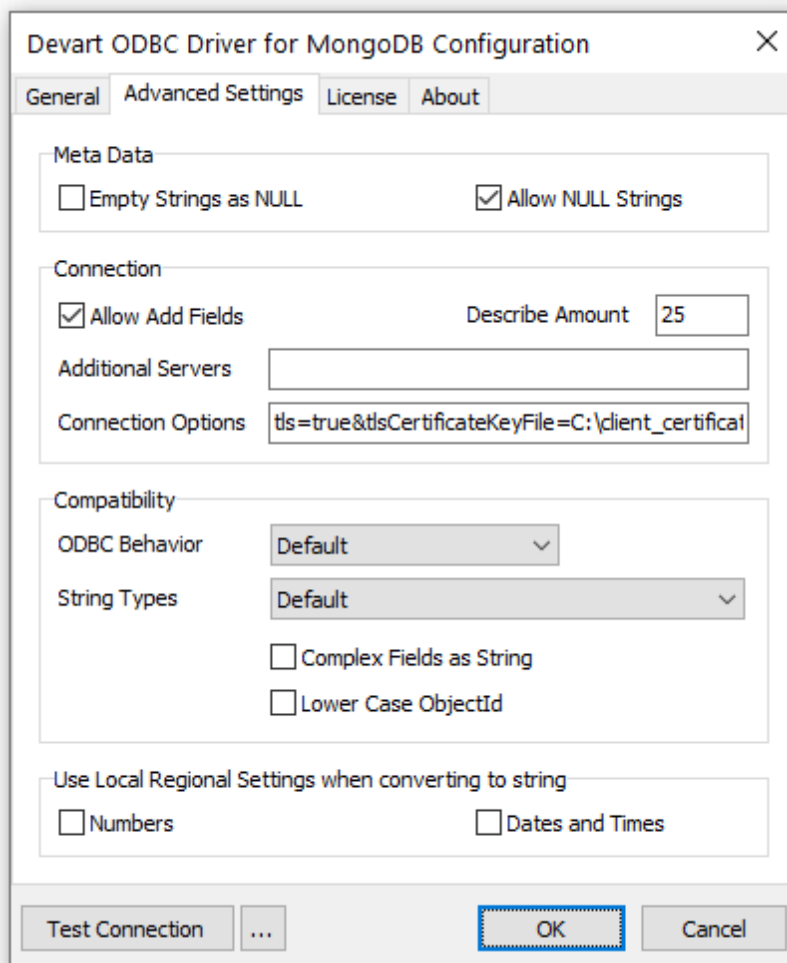 Devart ODBC Driver for MongoDB Configuration
General Advanced Settings License About
Meta Data
Empty Strings as NULL Allow NULL Strings
Connection
Allow Add Fields Describe Amount 25
Additional Servers
Connection Options tls=true&tlsCertificateKeyFile=C:\client_certificat
Compatibility
ODBC Behavior Default
String Types Default
Complex Fields as String
Lower Case ObjectId
Use Local Regional Settings when converting to string
Numbers Dates and Times
Test Connection ... OK Cancel